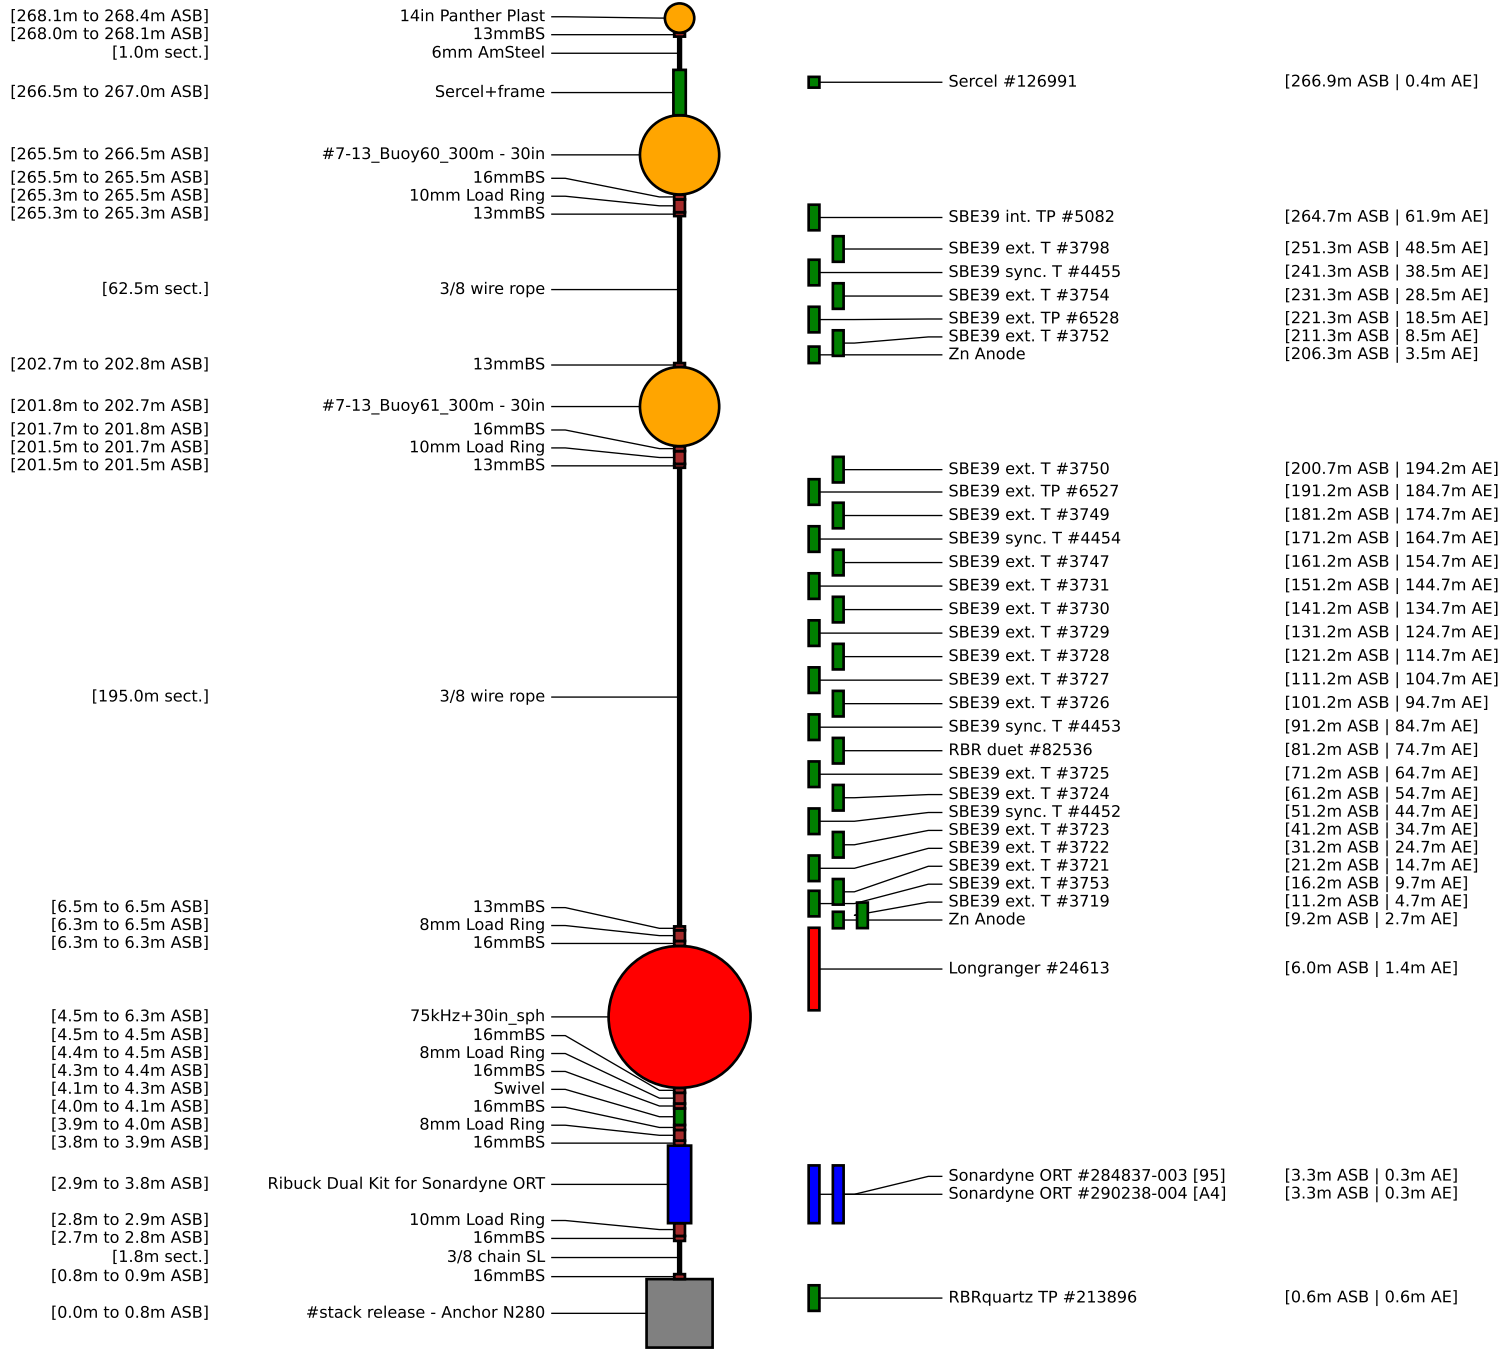 [268.1m to 268.4m ASB] 14in Panther Plast
[268.0m to 268.1m ASB] 13mmBS
[1.0m sect.] 6mm AmSteel
[266.5m to 267.0m ASB] Sercel+frame
Sercel #126991 [266.9m ASB | 0.4m AE]
[265.5m to 266.5m ASB] #7-13_Buoy60_300m - 30in
[265.5m to 265.5m ASB] 16mmBS
[265.3m to 265.5m ASB] 10mm Load Ring
[265.3m to 265.3m ASB] 13mmBS
SBE39 int. TP #5082 [264.7m ASB | 61.9m AE]
SBE39 ext. T #3798 [251.3m ASB | 48.5m AE]
SBE39 sync. T #4455 [241.3m ASB | 38.5m AE]
[62.5m sect.] 3/8 wire rope
SBE39 ext. T #3754 [231.3m ASB | 28.5m AE]
SBE39 ext. TP #6528 [221.3m ASB | 18.5m AE]
SBE39 ext. T #3752 [211.3m ASB | 8.5m AE]
Zn Anode [206.3m ASB | 3.5m AE]
[202.7m to 202.8m ASB] 13mmBS
[201.8m to 202.7m ASB] #7-13_Buoy61_300m - 30in
[201.7m to 201.8m ASB] 16mmBS
[201.5m to 201.7m ASB] 10mm Load Ring
[201.5m to 201.5m ASB] 13mmBS
SBE39 ext. T #3750 [200.7m ASB | 194.2m AE]
SBE39 ext. TP #6527 [191.2m ASB | 184.7m AE]
SBE39 ext. T #3749 [181.2m ASB | 174.7m AE]
SBE39 sync. T #4454 [171.2m ASB | 164.7m AE]
SBE39 ext. T #3747 [161.2m ASB | 154.7m AE]
SBE39 ext. T #3731 [151.2m ASB | 144.7m AE]
SBE39 ext. T #3730 [141.2m ASB | 134.7m AE]
SBE39 ext. T #3729 [131.2m ASB | 124.7m AE]
SBE39 ext. T #3728 [121.2m ASB | 114.7m AE]
SBE39 ext. T #3727 [111.2m ASB | 104.7m AE]
[195.0m sect.] 3/8 wire rope
SBE39 ext. T #3726 [101.2m ASB | 94.7m AE]
SBE39 sync. T #4453 [91.2m ASB | 84.7m AE]
RBR duet #82536 [81.2m ASB | 74.7m AE]
SBE39 ext. T #3725 [71.2m ASB | 64.7m AE]
SBE39 ext. T #3724 [61.2m ASB | 54.7m AE]
SBE39 sync. T #4452 [51.2m ASB | 44.7m AE]
SBE39 ext. T #3723 [41.2m ASB | 34.7m AE]
SBE39 ext. T #3722 [31.2m ASB | 24.7m AE]
SBE39 ext. T #3721 [21.2m ASB | 14.7m AE]
SBE39 ext. T #3753 [16.2m ASB | 9.7m AE]
SBE39 ext. T #3719 [11.2m ASB | 4.7m AE]
[6.5m to 6.5m ASB] 13mmBS
Zn Anode [9.2m ASB | 2.7m AE]
[6.3m to 6.5m ASB] 8mm Load Ring
[6.3m to 6.3m ASB] 16mmBS
Longranger #24613 [6.0m ASB | 1.4m AE]
[4.5m to 6.3m ASB] 75kHz+30in_sph
[4.5m to 4.5m ASB] 16mmBS
[4.4m to 4.5m ASB] 8mm Load Ring
[4.3m to 4.4m ASB] 16mmBS
[4.1m to 4.3m ASB] Swivel
[4.0m to 4.1m ASB] 16mmBS
[3.9m to 4.0m ASB] 8mm Load Ring
[3.8m to 3.9m ASB] 16mmBS
Sonardyne ORT #284837-003 [95] [3.3m ASB | 0.3m AE]
[2.9m to 3.8m ASB] Ribuck Dual Kit for Sonardyne ORT
Sonardyne ORT #290238-004 [A4] [3.3m ASB | 0.3m AE]
[2.8m to 2.9m ASB] 10mm Load Ring
[2.7m to 2.8m ASB] 16mmBS
[1.8m sect.] 3/8 chain SL
[0.8m to 0.9m ASB] 16mmBS
RBRquartz TP #213896 [0.6m ASB | 0.6m AE]
[0.0m to 0.8m ASB] #stack release - Anchor N280